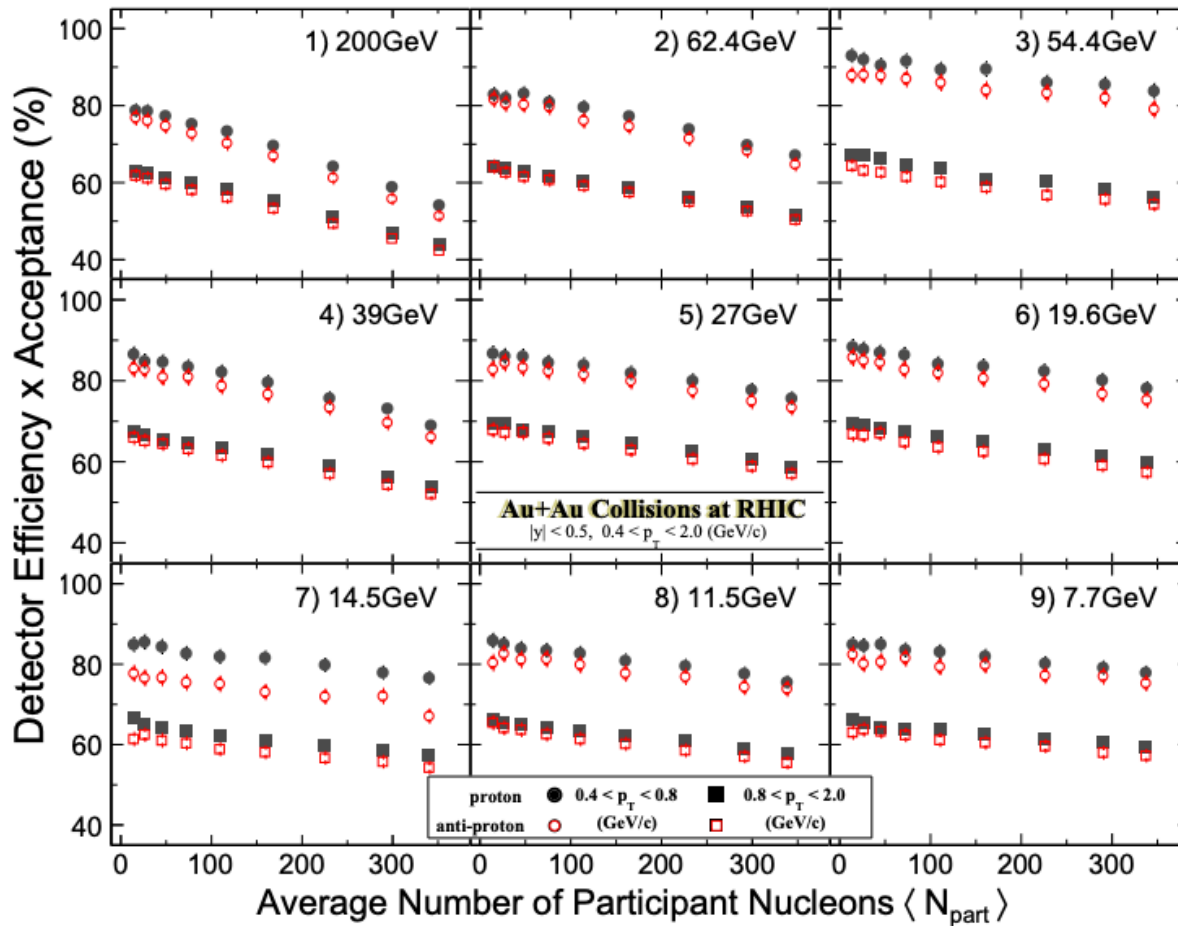 Detector Efficiency x Acceptance (%)
1) 200GeV
2) 62.4GeV
3) 54.4GeV
100
80
60
40
4) 39GeV
5) 27GeV
6) 19.6GeV
100
80
60
40
Au+Au Collisions at RHIC
|y| < 0.5, 0.4 < p_T < 2.0 (GeV/c)
7) 14.5GeV
8) 11.5GeV
9) 7.7GeV
100
80
60
40
proton 0.4 < p_T < 0.8 0.8 < p_T < 2.0
anti-proton (GeV/c) (GeV/c)
0 100 200 300 0 100 200 300 0 100 200 300
Average Number of Participant Nucleons ⟨ N_part ⟩